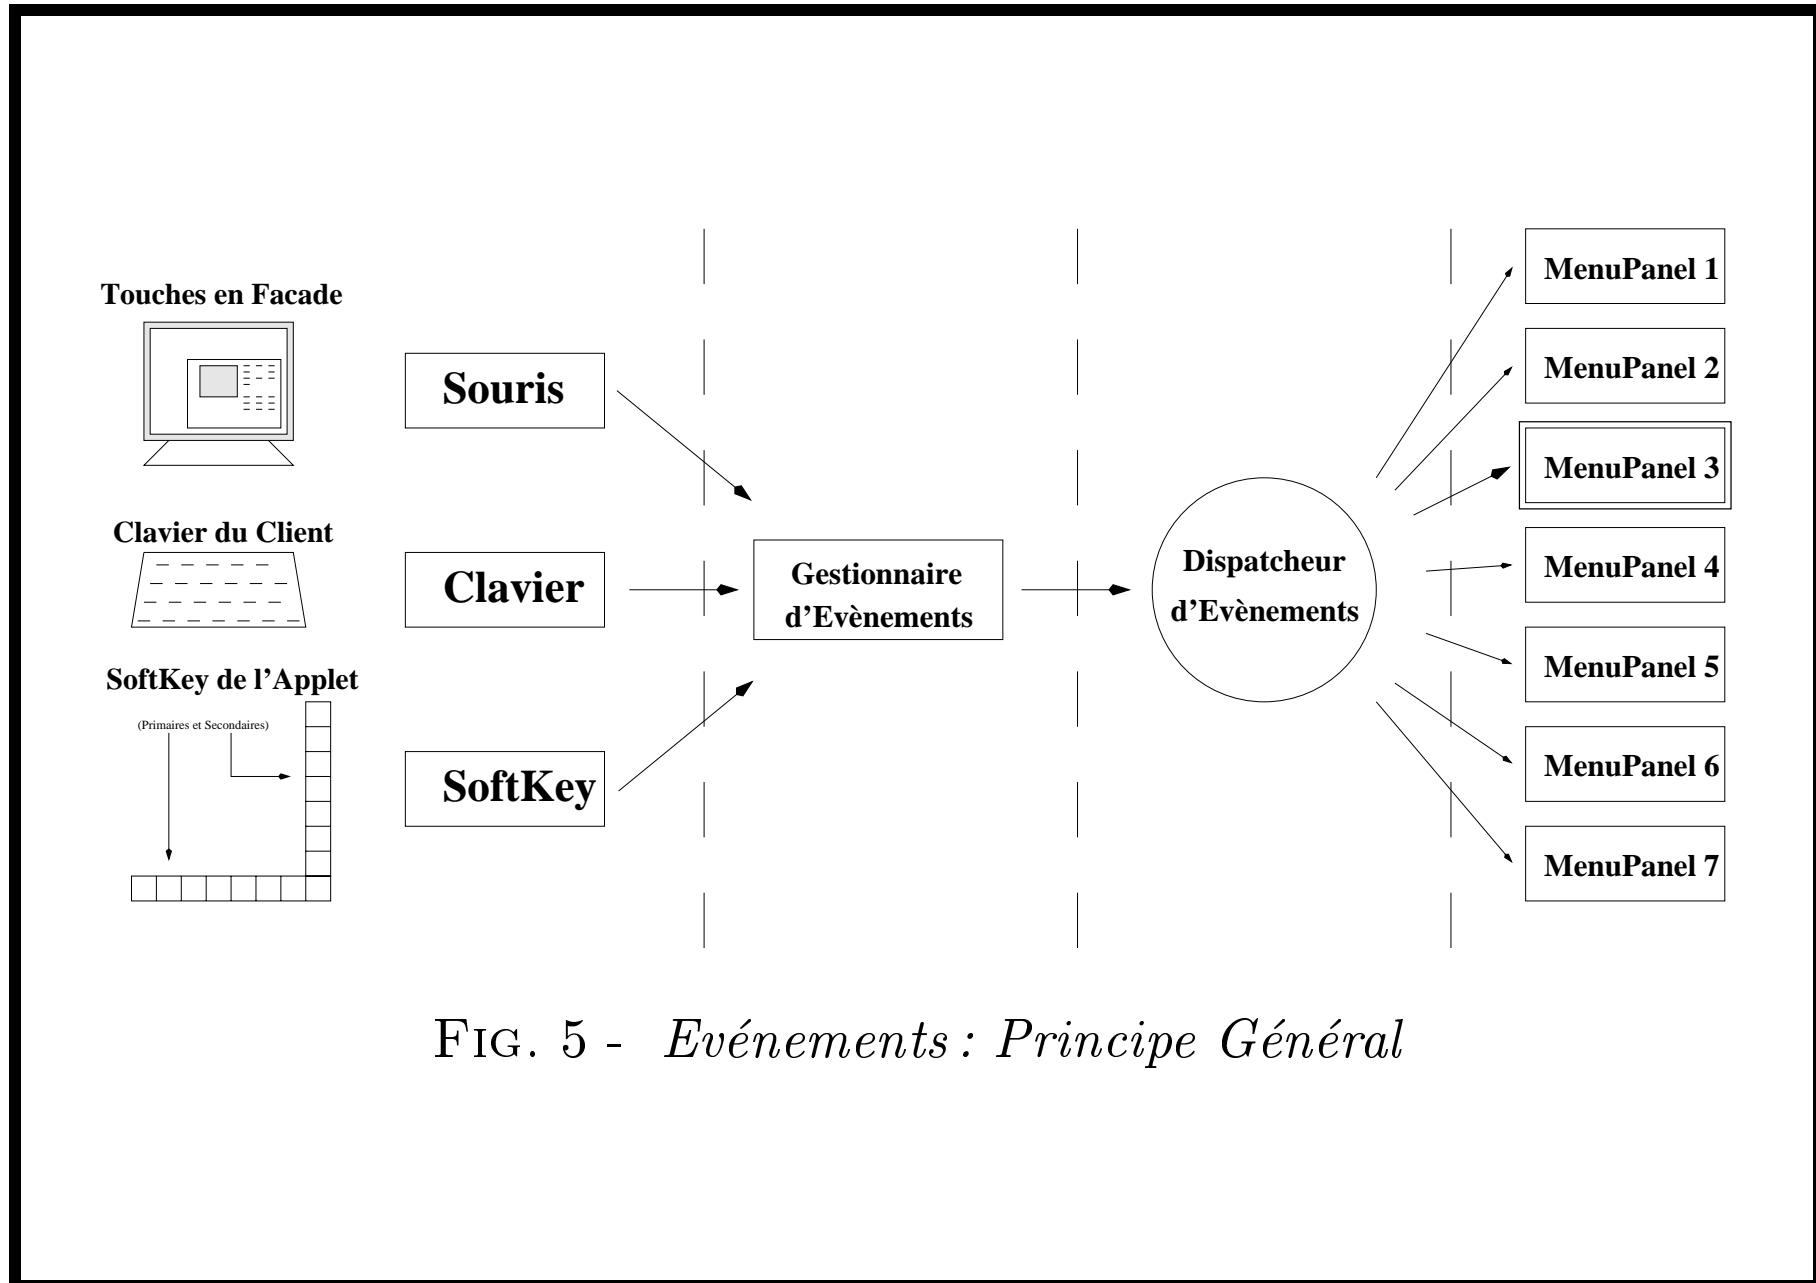 Touches en Facade
Souris
Clavier du Client
Clavier
SoftKey de l'Applet
(Primaires et Secondaires)
SoftKey
Gestionnaire
d'Evènements
Dispatcheur
d'Evènements
MenuPanel 1
MenuPanel 2
MenuPanel 3
MenuPanel 4
MenuPanel 5
MenuPanel 6
MenuPanel 7
FIG. 5 - Evénements : Principe Général